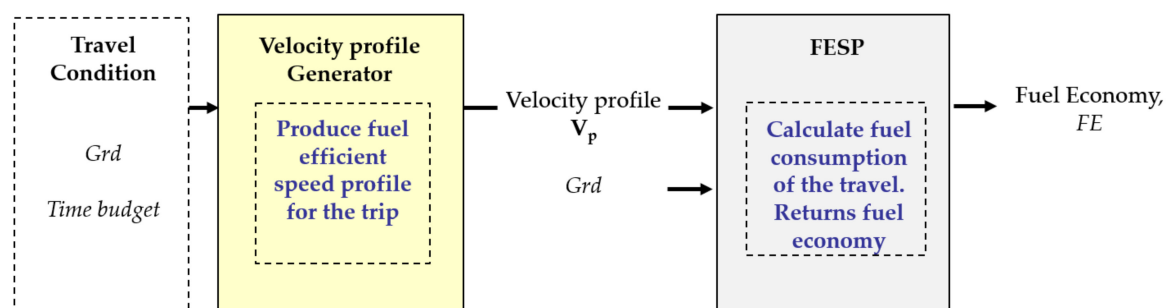 Travel
Condition
Grd
Time budget
Velocity profile
Generator
Produce fuel
efficient
speed profile
for the trip
Velocity profile
Vₚ
Grd
FESP
Calculate fuel
consumption
of the travel.
Returns fuel
economy
Fuel Economy,
FE